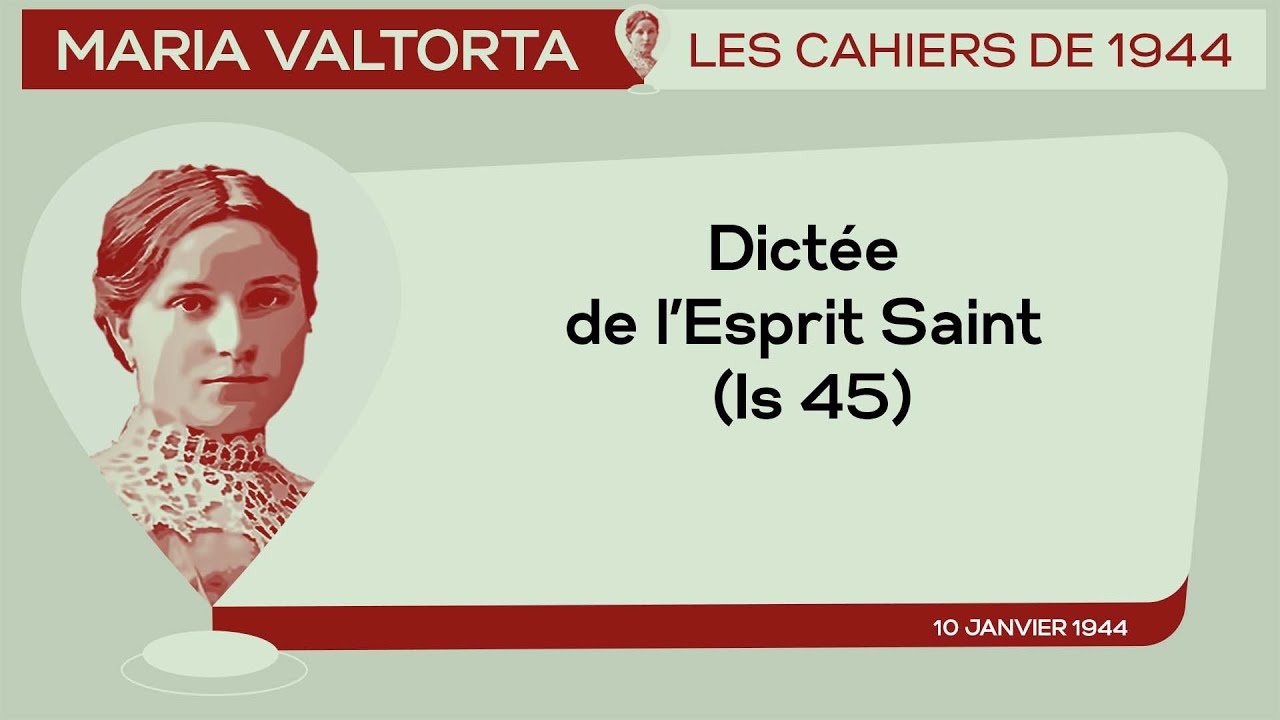 MARIA VALTORTA
LES CAHIERS DE 1944
Dictée
de l’Esprit Saint
(Is 45)
10 JANVIER 1944